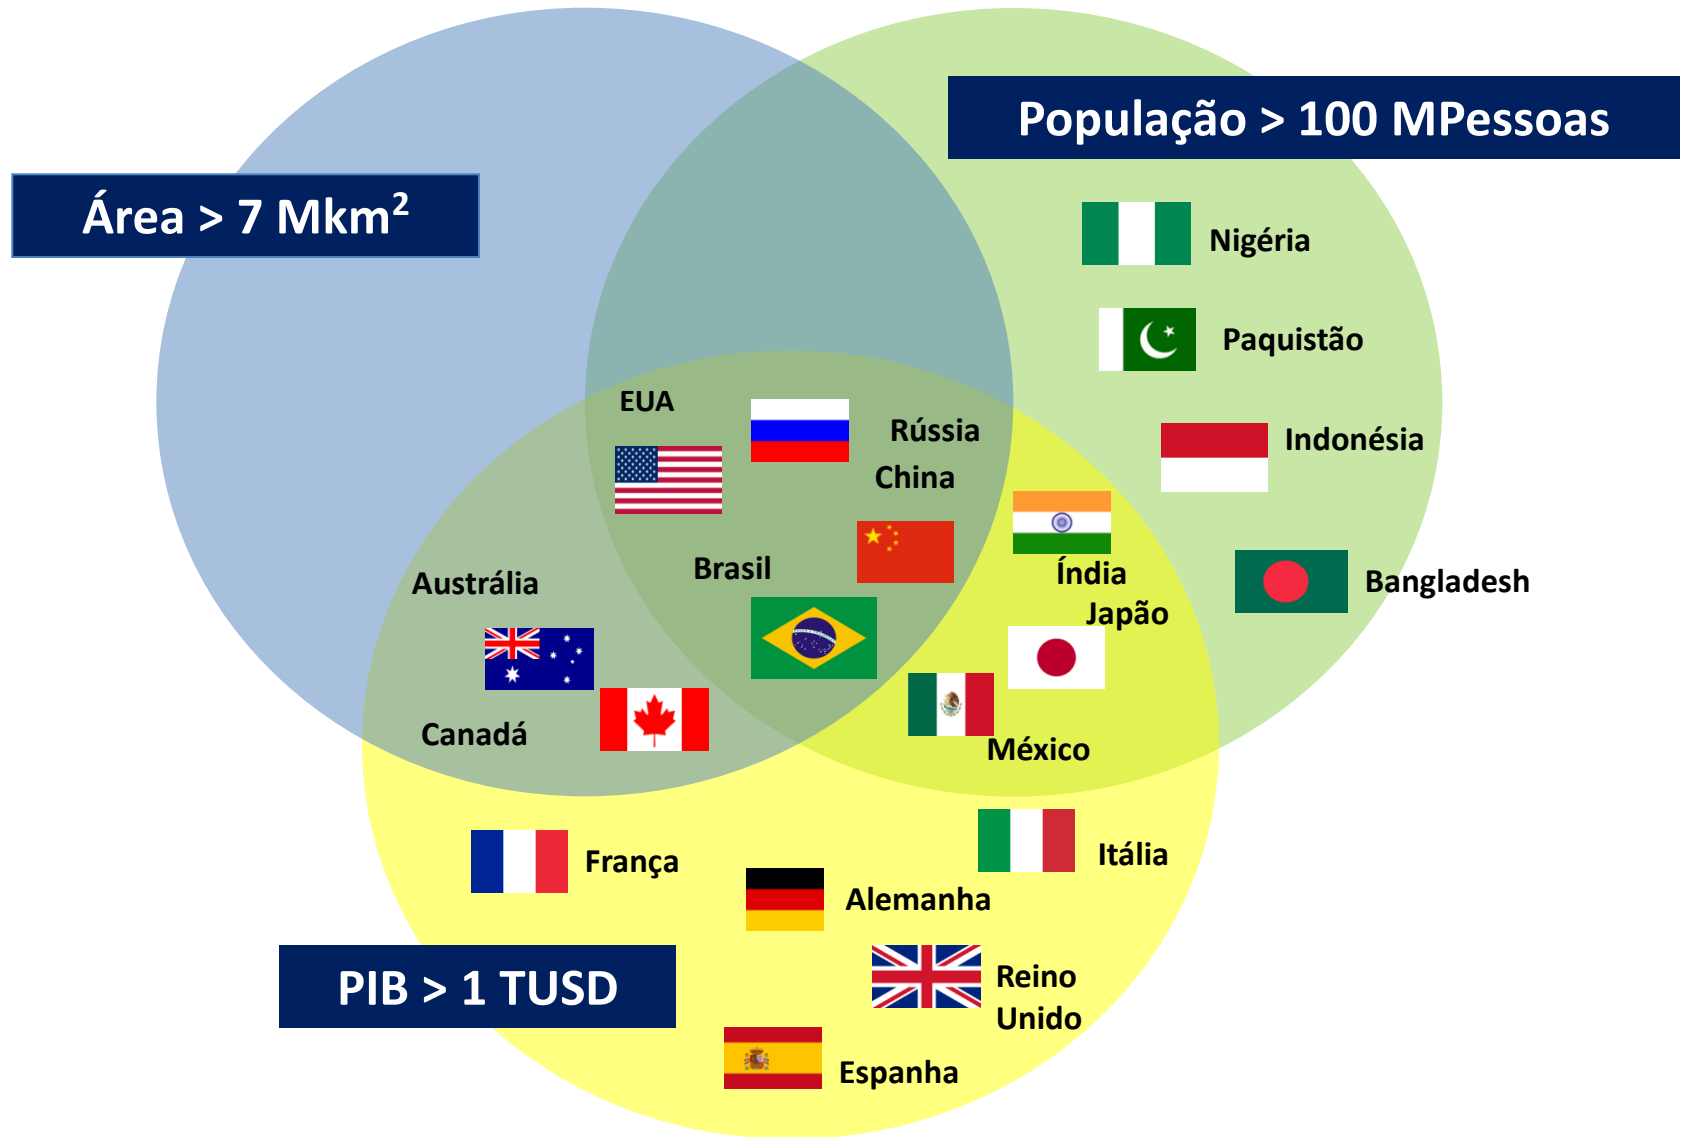 População > 100 MPessoas
Área > 7 Mkm²
Nigéria
Paquistão
EUA
Rússia
Indonésia
China
Brasil
Índia
Austrália
Japão
Bangladesh
Canadá
México
França
Itália
Alemanha
PIB > 1 TUSD
Reino
Unido
Espanha